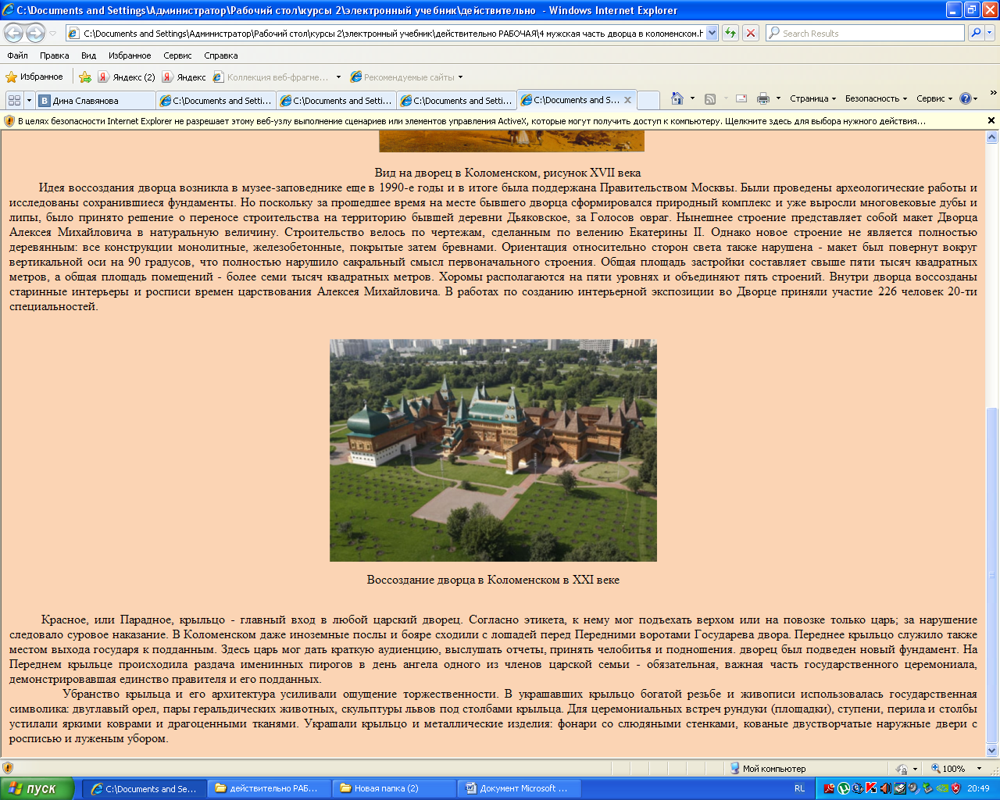 C:\Documents and Settings\Администратор\Рабочий стол\курсы 2\электронный учебник\действительно - Windows Internet Explorer
C:\Documents and Settings\Администратор\Рабочий стол\курсы 2\электронный учебник\действительно РАБОЧАЯ\4 мужская часть дворца в коломенском.h
Search Results
Файл Правка Вид Избранное Сервис Справка
Избранное Яндекс (2) Яндекс Коллекция веб-фрагме... Рекомендуемые сайты
Дина Славянова C:\Documents and Setti... C:\Documents and Setti... C:\Documents and Setti... C:\Documents and S... Страница Безопасность Сервис
В целях безопасности Internet Explorer не разрешает этому веб-узлу выполнение сценариев или элементов управления ActiveX, которые могут получить доступ к компьютеру. Щелкните здесь для выбора нужного действия...
Вид на дворец в Коломенском, рисунок XVII века
Идея воссоздания дворца возникла в музее-заповеднике еще в 1990-е годы и в итоге была поддержана Правительством Москвы. Были проведены археологические работы и
исследованы сохранившиеся фундаменты. Но поскольку за прошедшее время на месте бывшего дворца сформировался природный комплекс и уже выросли многовековые дубы и
липы, было принято решение о переносе строительства на территорию бывшей деревни Дьяковское, за Голосов овраг. Нынешнее строение представляет собой макет Дворца
Алексея Михайловича в натуральную величину. Строительство велось по чертежам, сделанным по велению Екатерины II. Однако новое строение не является полностью
деревянным: все конструкции монолитные, железобетонные, покрытые затем бревнами. Ориентация относительно сторон света также нарушена - макет был повернут вокруг
вертикальной оси на 90 градусов, что полностью нарушило сакральный смысл первоначального строения. Общая площадь застройки составляет свыше пяти тысяч квадратных
метров, а общая площадь помещений - более семи тысяч квадратных метров. Хоромы располагаются на пяти уровнях и объединяют пять строений. Внутри дворца воссозданы
старинные интерьеры и росписи времен царствования Алексея Михайловича. В работах по созданию интерьерной экспозиции во Дворце приняли участие 226 человек 20-ти
специальностей.
Воссоздание дворца в Коломенском в XXI веке
Красное, или Парадное, крыльцо - главный вход в любой царский дворец. Согласно этикета, к нему мог подъехать верхом или на повозке только царь; за нарушение
следовало суровое наказание. В Коломенском даже иноземные послы и бояре сходили с лошадей перед Передними воротами Государева двора. Переднее крыльцо служило также
местом выхода государя к подданным. Здесь царь мог дать краткую аудиенцию, выслушать отчеты, принять челобитья и подношения. дворец был подведен новый фундамент. На
Переднем крыльце происходила раздача именинных пирогов в день ангела одного из членов царской семьи - обязательная, важная часть государственного церемониала,
демонстрировавшая единство правителя и его подданных.
Убранство крыльца и его архитектура усиливали ощущение торжественности. В украшавших крыльцо богатой резьбе и живописи использовалась государственная
символика: двуглавый орел, пары геральдических животных, скульптуры львов под столбами крыльца. Для церемониальных встреч рундуки (площадки), ступени, перила и столбы
устилали яркими коврами и драгоценными тканями. Украшали крыльцо и металлические изделия: фонари со слюдяными стенками, кованые двустворчатые наружные двери с
росписью и луженым убором.
Мой компьютер 100%
пуск C:\Documents and Se... действительно РАБ... Новая папка (2) Документ Microsoft ... RL 20:49